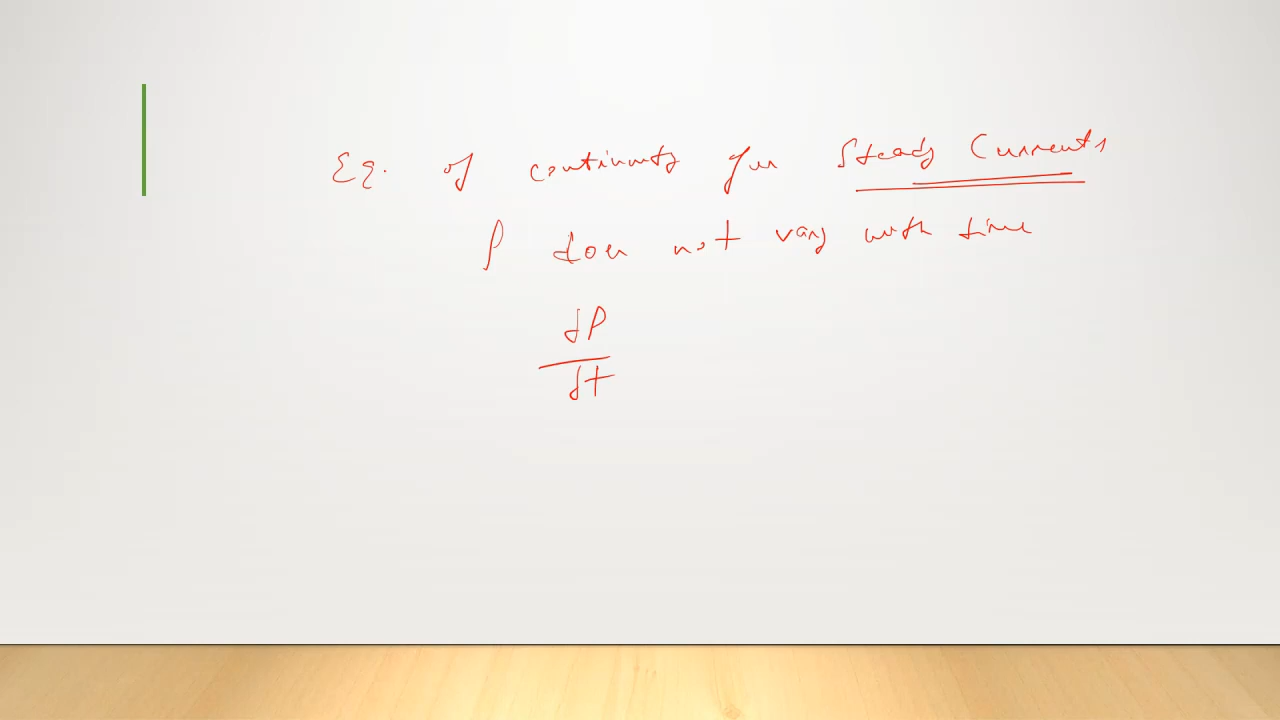 Eq. of continuity for Steady Currents
ρ does not vary with time
dρ
dt